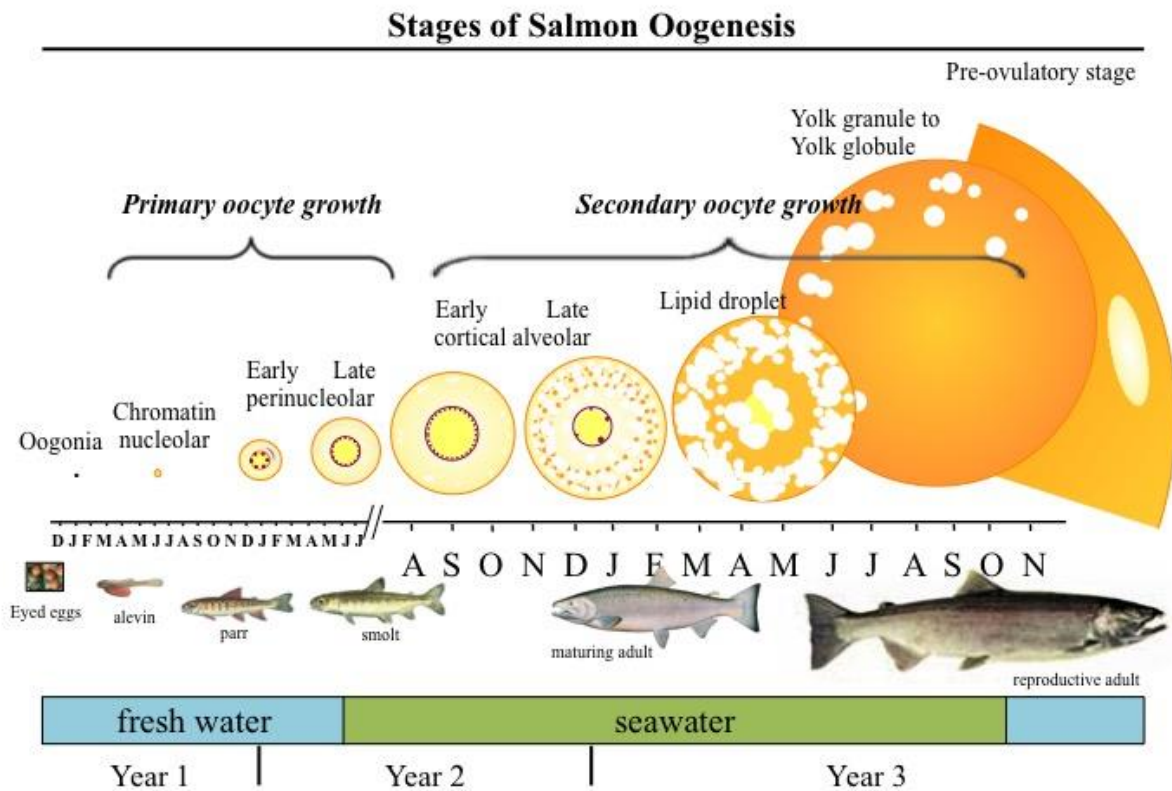 Stages of Salmon Oogenesis
Pre-ovulatory stage
Yolk granule to
Yolk globule
Primary oocyte growth
Secondary oocyte growth
Lipid droplet
Early Late
cortical alveolar
Early Late
perinucleolar
Chromatin
nucleolar
Oogonia
D J F M A M J J A S O N D J F M A M J J
A S O N D J F M A M J J A S O N
Eyed eggs
alevin
parr
smolt
maturing adult
reproductive adult
fresh water
seawater
Year 1
Year 2
Year 3